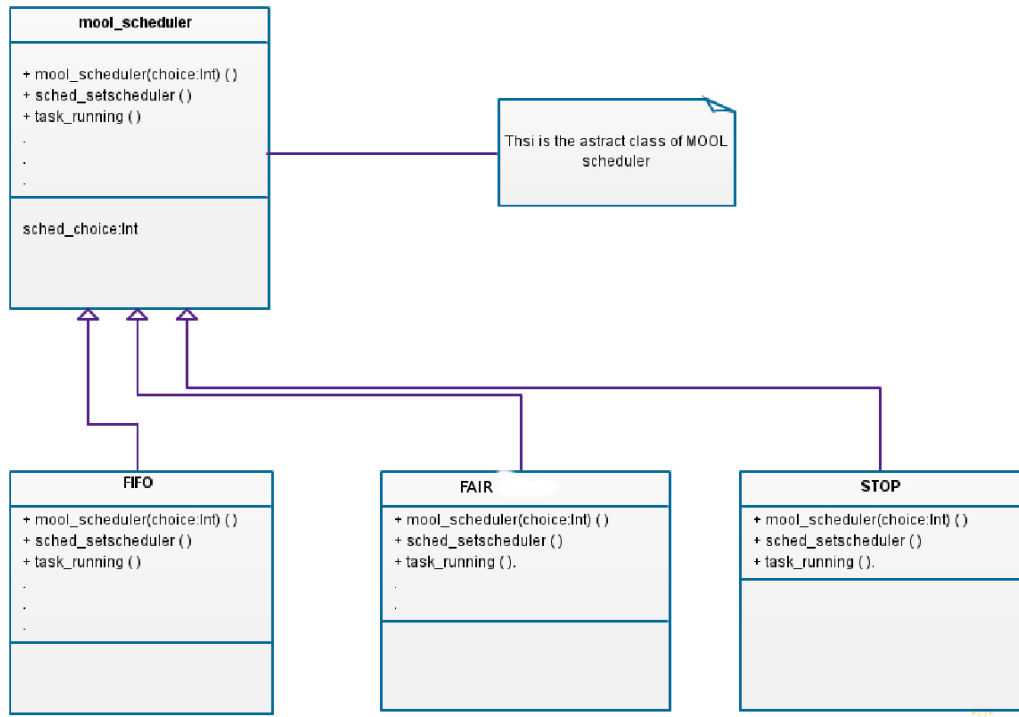 mool_scheduler
+ mool_scheduler(choice:Int) ( )
+ sched_setscheduler ( )
+ task_running ( )
.
.
.
sched_choice:Int
Thsi is the astract class of MOOL
scheduler
FIFO
+ mool_scheduler(choice:Int) ( )
+ sched_setscheduler ( )
+ task_running ( )
.
.
.
FAIR
+ mool_scheduler(choice:Int) ( )
+ sched_setscheduler ( )
+ task_running ( ).
.
.
STOP
+ mool_scheduler(choice:Int) ( )
+ sched_setscheduler ( )
+ task_running ( ).